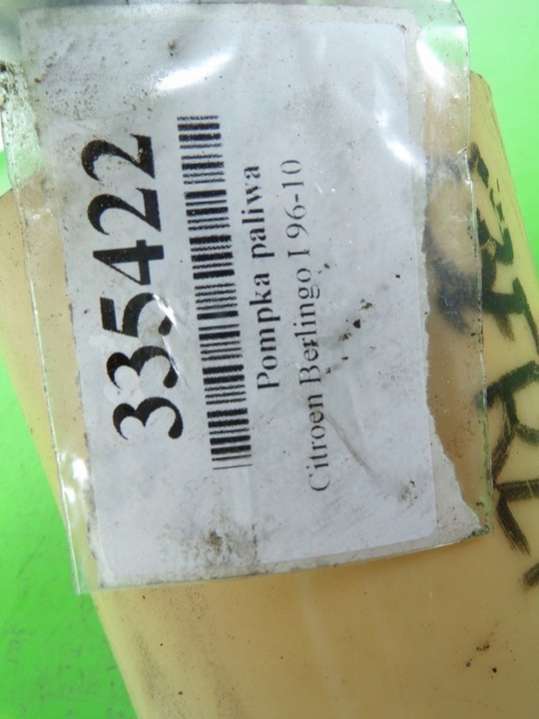 335422
Pompka paliwa
Citroen Berlingo I 96-10